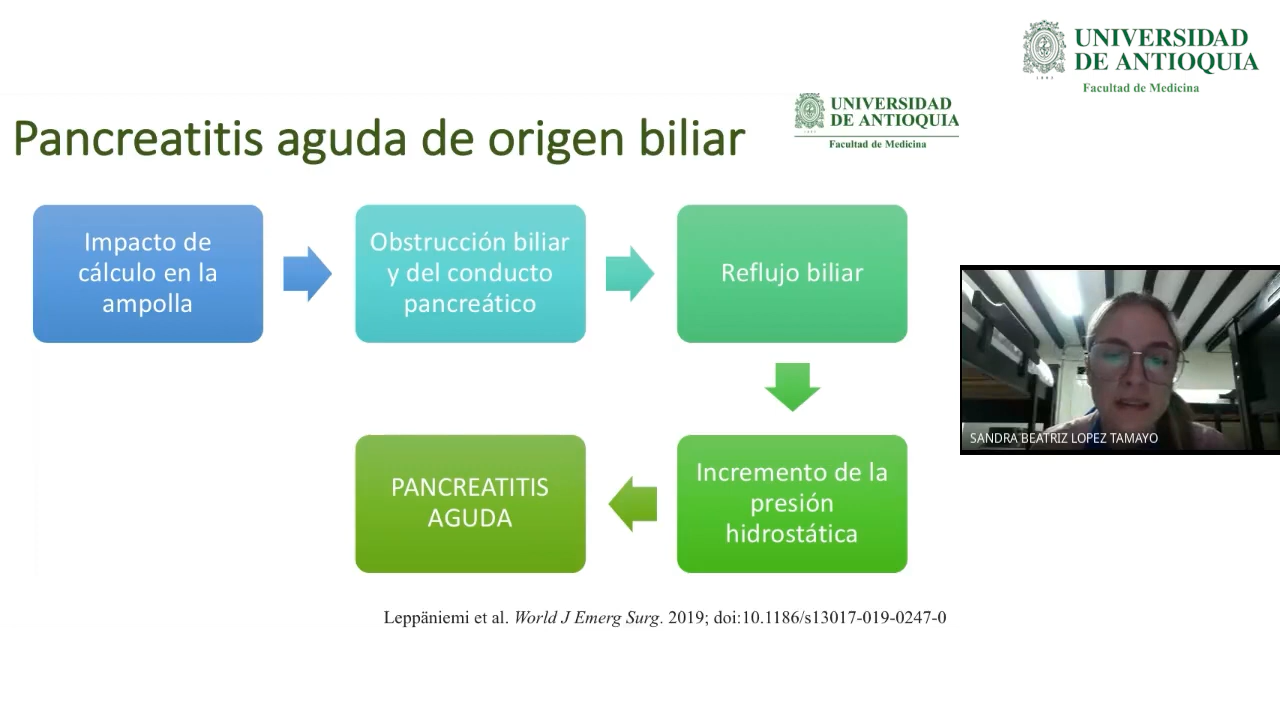 UNIVERSIDAD
DE ANTIOQUIA
Facultad de Medicina
UNIVERSIDAD
DE ANTIOQUIA
Facultad de Medicina
Pancreatitis aguda de origen biliar
Impacto de
cálculo en la
ampolla
Obstrucción biliar
y del conducto
pancreático
Reflujo biliar
Incremento de la
presión
hidrostática
PANCREATITIS
AGUDA
SANDRA BEATRIZ LOPEZ TAMAYO
Leppäniemi et al. World J Emerg Surg. 2019; doi:10.1186/s13017-019-0247-0